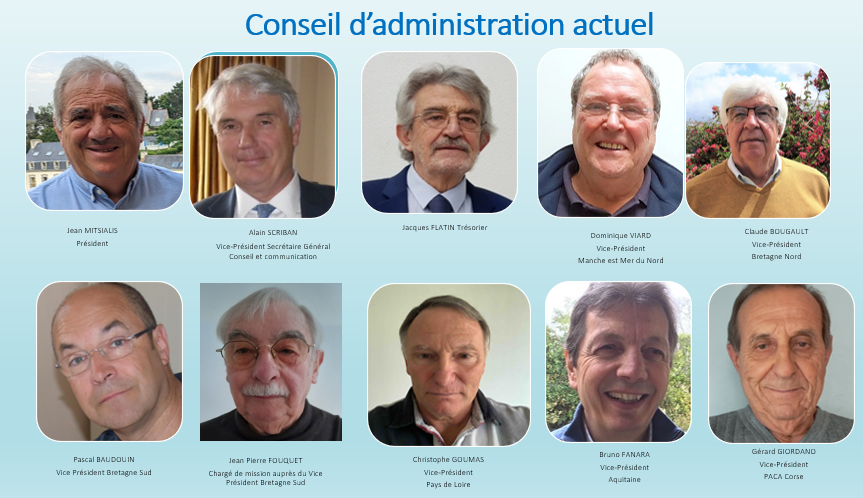 Conseil d'administration actuel
Jean MITSIALIS
Président
Alain SCRIBAN
Vice-Président Secrétaire Général
Conseil et communication
Jacques FLATIN Trésorier
Dominique VIARD
Vice-Président
Manche est Mer du Nord
Claude BOUGAULT
Vice-Président
Bretagne Nord
Pascal BAUDOUIN
Vice Président Bretagne Sud
Jean Pierre FOUQUET
Chargé de mission auprès du Vice
Président Bretagne Sud
Christophe GOUMAS
Vice-Président
Pays de Loire
Bruno FANARA
Vice-Président
Aquitaine
Gérard GIORDANO
Vice-Président
PACA Corse